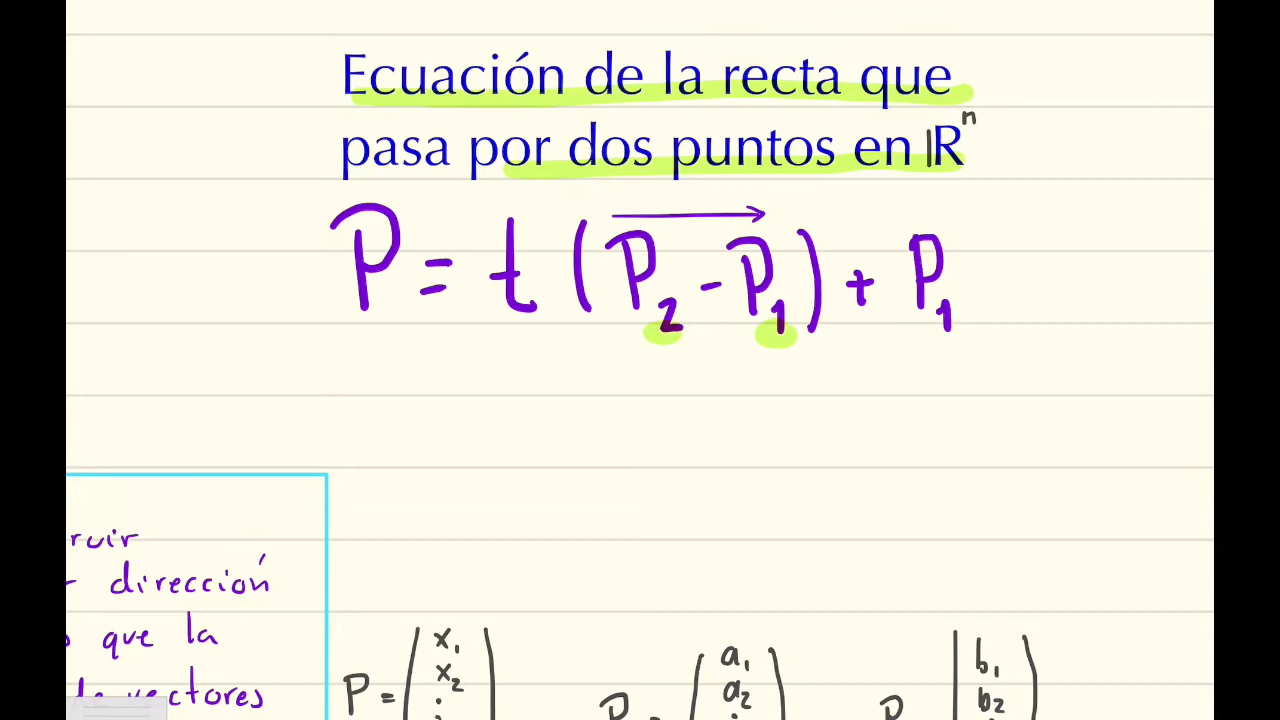 Ecuación de la recta que
pasa por dos puntos en ℝⁿ
P = t (P₂ - P₁) + P₁
dirección
que la
de vectores
P = ( x₁ x₂ ⋮
P = ( a₁ a₂ ⋮
P | b₁ b₂